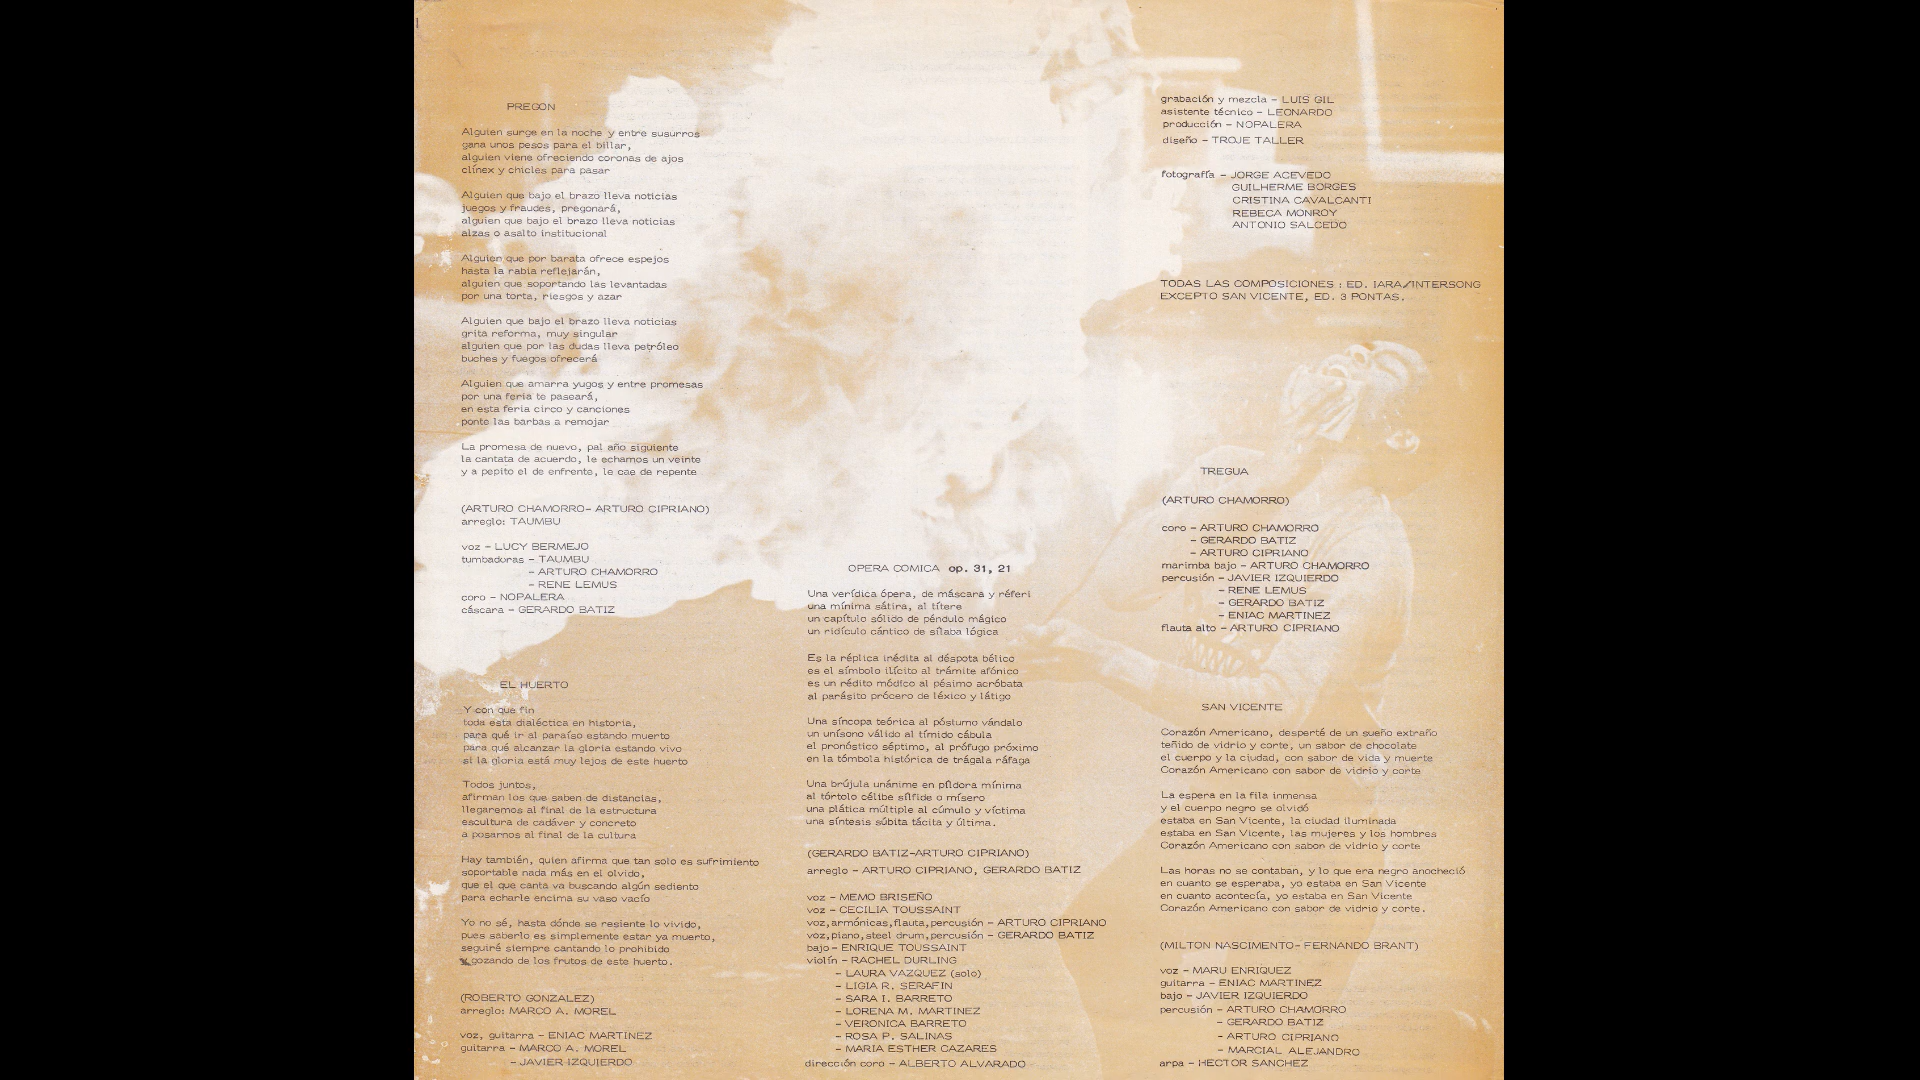 PREGON
Alguien surge en la noche y entre susurros
gana unos pesos para el billar,
alguien viene ofreciendo coronas de ajos
clínex y chicles para pasar
Alguien que bajo el brazo lleva noticias
juegos y fraudes, pregonará,
alguien que bajo el brazo lleva noticias
alzas o asalto institucional
Alguien que por barata ofrece espejos
hasta la rabia reflejarán,
alguien que soportando las levantadas
por una torta, riesgos y azar
Alguien que bajo el brazo lleva noticias
grita reforma, muy singular
alguien que por las dudas lleva petróleo
buches y fuegos ofrecerá
Alguien que amarra yugos y entre promesas
por una feria te paseará,
en esta feria circo y canciones
ponte las barbas a remojar
La promesa de nuevo, pal año siguiente
la cantata de acuerdo, le echamos un veinte
y a pepito el de enfrente, le cae de repente
(ARTURO CHAMORRO- ARTURO CIPRIANO)
arreglo: TAUMBU
voz - LUCY BERMEJO
tumbadoras - TAUMBU
- ARTURO CHAMORRO
- RENE LEMUS
coro - NOPALERA
cáscara - GERARDO BATIZ
EL HUERTO
Y con que fin
toda esta dialéctica en historia,
para qué ir al paraíso estando muerto
para qué alcanzar la gloria estando vivo
si la gloria está muy lejos de este huerto
Todos juntos,
afirman los que saben de distancias,
llegaremos al final de la estructura
escultura de cadáver y concreto
a posarnos al final de la cultura
Hay también, quien afirma que tan solo es sufrimiento
soportable nada más en el olvido,
que el que canta va buscando algún sediento
para echarle encima su vaso vacío
Yo no sé, hasta dónde se resiente lo vivido,
pues saberlo es simplemente estar ya muerto,
seguiré siempre cantando lo prohibido
gozando de los frutos de este huerto.
(ROBERTO GONZALEZ)
arreglo: MARCO A. MOREL
voz, guitarra - ENIAC MARTINEZ
guitarra - MARCO A. MOREL
- JAVIER IZQUIERDO
OPERA COMICA op. 31, 21
Una verídica ópera, de máscara y réferi
una mínima sátira, al títere
un capítulo sólido de péndulo mágico
un ridículo cántico de sílaba lógica
Es la réplica inédita al déspota bélico
es el símbolo ilícito al trámite afónico
es un rédito módico al pésimo acróbata
al parásito prócero de léxico y látigo
Una síncopa teórica al póstumo vándalo
un unísono válido al tímido cábula
el pronóstico séptimo, al prófugo próximo
en la tómbola histórica de trágala ráfaga
Una brújula unánime en píldora mínima
al tórtolo célibe sílfide o mísero
una plática múltiple al cúmulo y víctima
una síntesis súbita tácita y última.
(GERARDO BATIZ-ARTURO CIPRIANO)
arreglo - ARTURO CIPRIANO, GERARDO BATIZ
voz - MEMO BRISEÑO
voz - CECILIA TOUSSAINT
voz,armónicas,flauta,percusión - ARTURO CIPRIANO
voz,piano,steel drum,percusión - GERARDO BATIZ
bajo - ENRIQUE TOUSSAINT
violín - RACHEL DURLING
- LAURA VAZQUEZ (solo)
- LIGIA R. SERAFIN
- SARA I. BARRETO
- LORENA M. MARTINEZ
- VERONICA BARRETO
- ROSA P. SALINAS
- MARIA ESTHER CAZARES
dirección coro - ALBERTO ALVARADO
grabación y mezcla - LUIS GIL
asistente técnico - LEONARDO
producción - NOPALERA
diseño - TROJE TALLER
fotografía - JORGE ACEVEDO
GUILHERME BORGES
CRISTINA CAVALCANTI
REBECA MONROY
ANTONIO SALCEDO
TODAS LAS COMPOSICIONES : ED. IARA/INTERSONG
EXCEPTO SAN VICENTE, ED. 3 PONTAS.
TREGUA
(ARTURO CHAMORRO)
coro - ARTURO CHAMORRO
- GERARDO BATIZ
- ARTURO CIPRIANO
marimba bajo - ARTURO CHAMORRO
percusión - JAVIER IZQUIERDO
- RENE LEMUS
- GERARDO BATIZ
- ENIAC MARTINEZ
flauta alto - ARTURO CIPRIANO
SAN VICENTE
Corazón Americano, desperté de un sueño extraño
teñido de vidrio y corte, un sabor de chocolate
el cuerpo y la ciudad, con sabor de vida y muerte
Corazón Americano con sabor de vidrio y corte
La espera en la fila inmensa
y el cuerpo negro se olvidó
estaba en San Vicente, la ciudad iluminada
estaba en San Vicente, las mujeres y los hombres
Corazón Americano con sabor de vidrio y corte
Las horas no se contaban, y lo que era negro anocheció
en cuanto se esperaba, yo estaba en San Vicente
en cuanto acontecía, yo estaba en San Vicente
Corazón Americano con sabor de vidrio y corte.
(MILTON NASCIMENTO- FERNANDO BRANT)
voz - MARU ENRIQUEZ
guitarra - ENIAC MARTINEZ
bajo - JAVIER IZQUIERDO
percusión - ARTURO CHAMORRO
- GERARDO BATIZ
- ARTURO CIPRIANO
- MARCIAL ALEJANDRO
arpa - HECTOR SANCHEZ